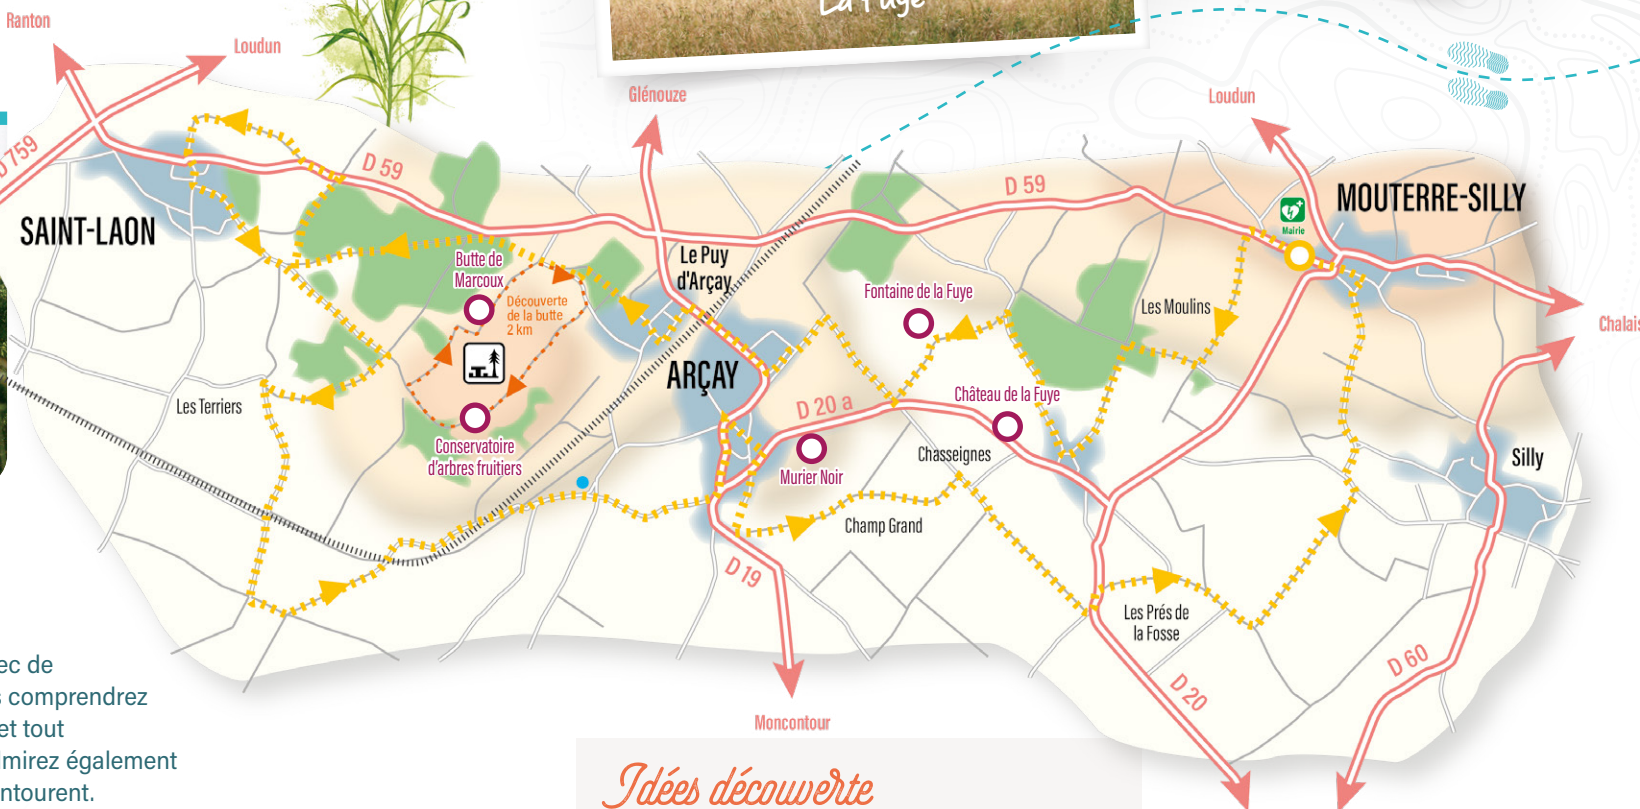 Ranton
Loudun
La Fuye
Glénouze
Loudun
D 759
D 59
D 59
MOUTERRE-SILLY
SAINT-LAON
Mairie
Le Puy
d'Arçay
Butte de
Marcoux
Découverte
de la butte
2 km
Fontaine de la Fuye
Les Moulins
Chalais
ARÇAY
Les Terriers
D 20 a
Château de la Fuye
Conservatoire
d'arbres fruitiers
Murier Noir
Chasseignes
Silly
Champ Grand
D 19
Les Prés de
la Fosse
D 60
D 20
Moncontour
ec de
s comprendrez
et tout
lmirez également
ntourent.
Idées découverte